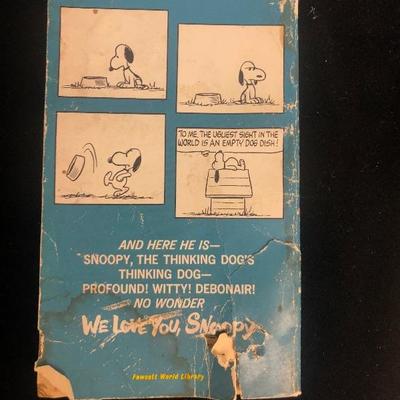 TO ME, THE UGLIEST SIGHT IN THE
WORLD IS AN EMPTY DOG DISH!
AND HERE HE IS—
SNOOPY, THE THINKING DOG'S
THINKING DOG—
PROFOUND! WITTY! DEBONAIR!
NO WONDER
WE LOVE YOU, SNOOPY
Fawcett World Library